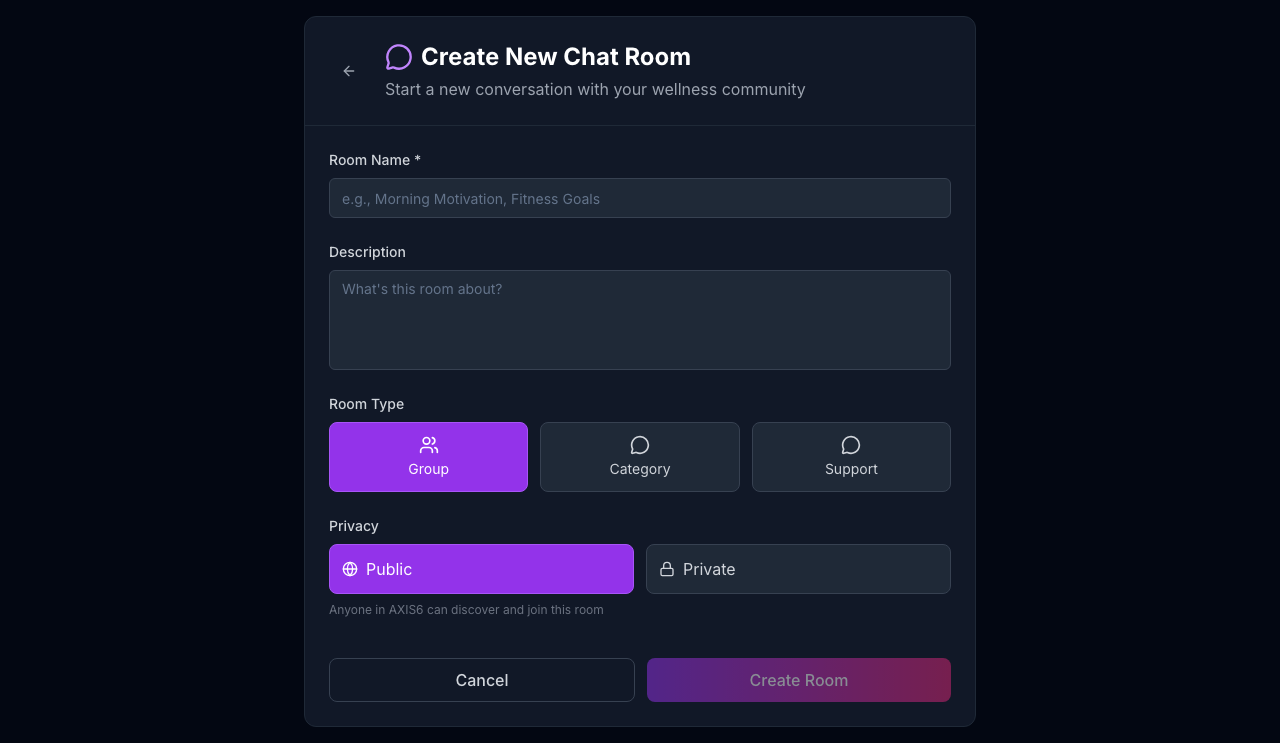 Create New Chat Room
Start a new conversation with your wellness community
Room Name *
e.g., Morning Motivation, Fitness Goals
Description
What's this room about?
Room Type
Group
Category
Support
Privacy
Public
Private
Anyone in AXIS6 can discover and join this room
Cancel
Create Room